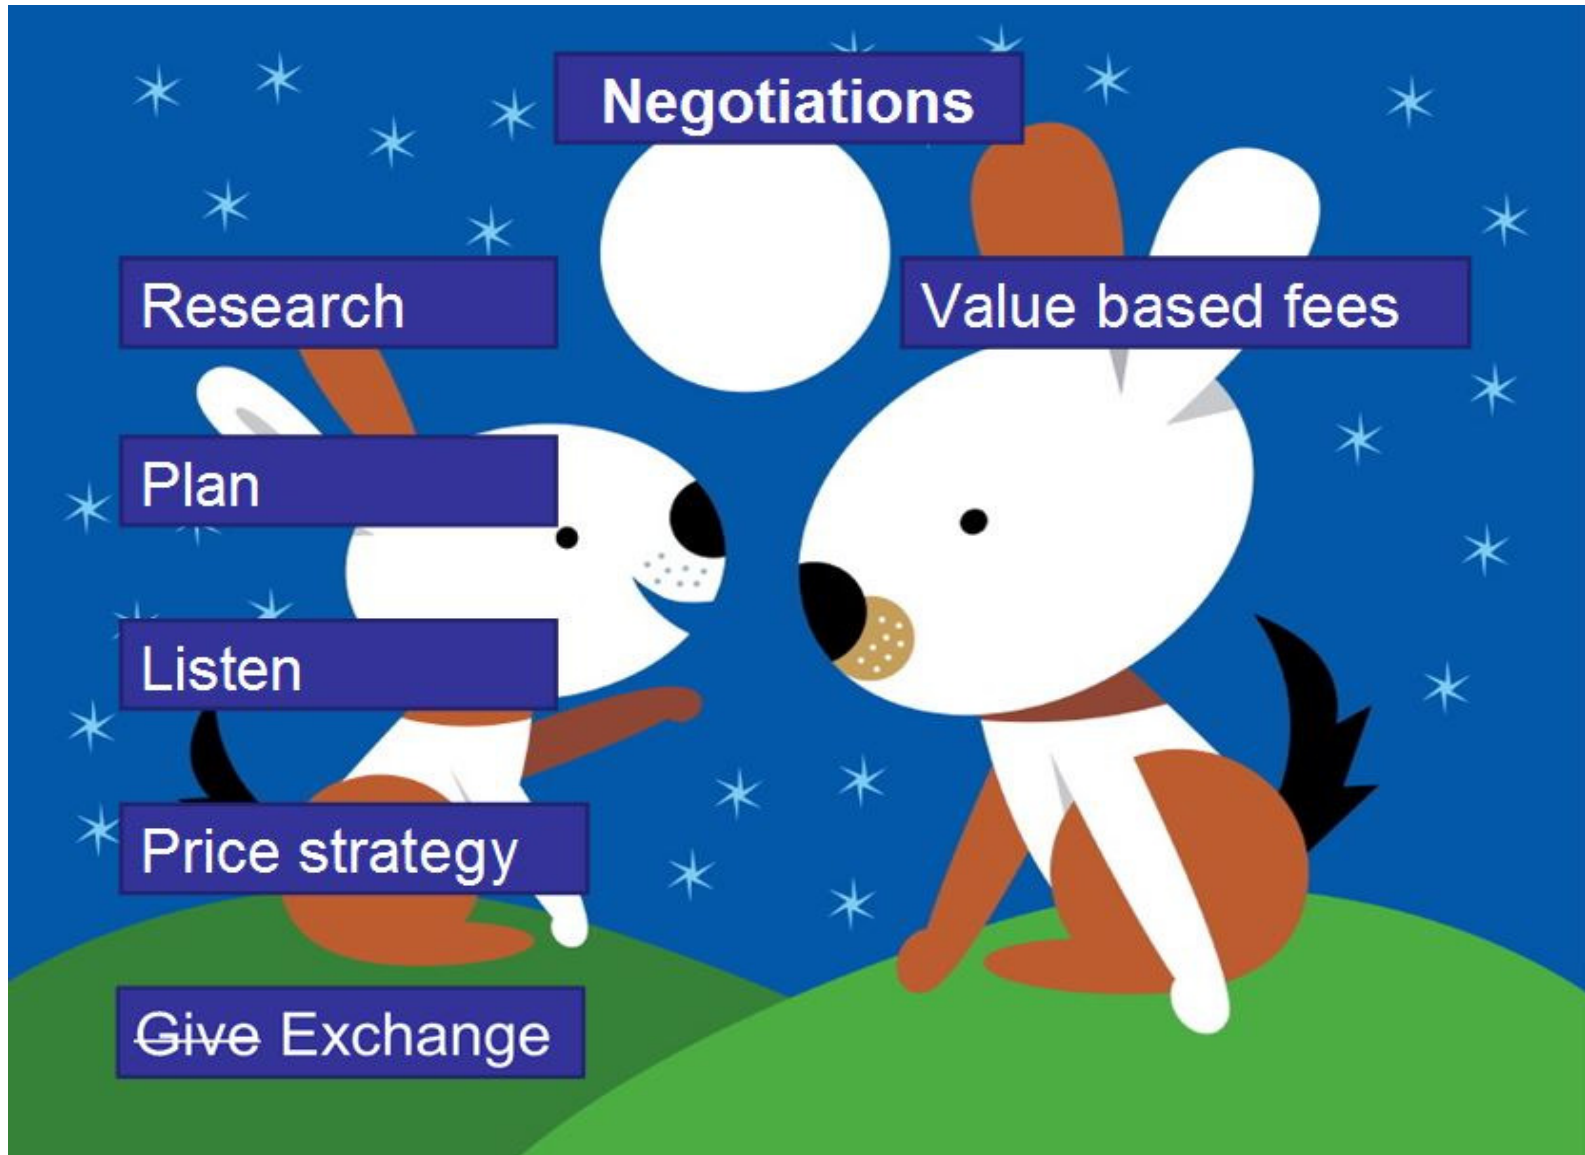 Negotiations
Research
Value based fees
Plan
Listen
Price strategy
Give Exchange